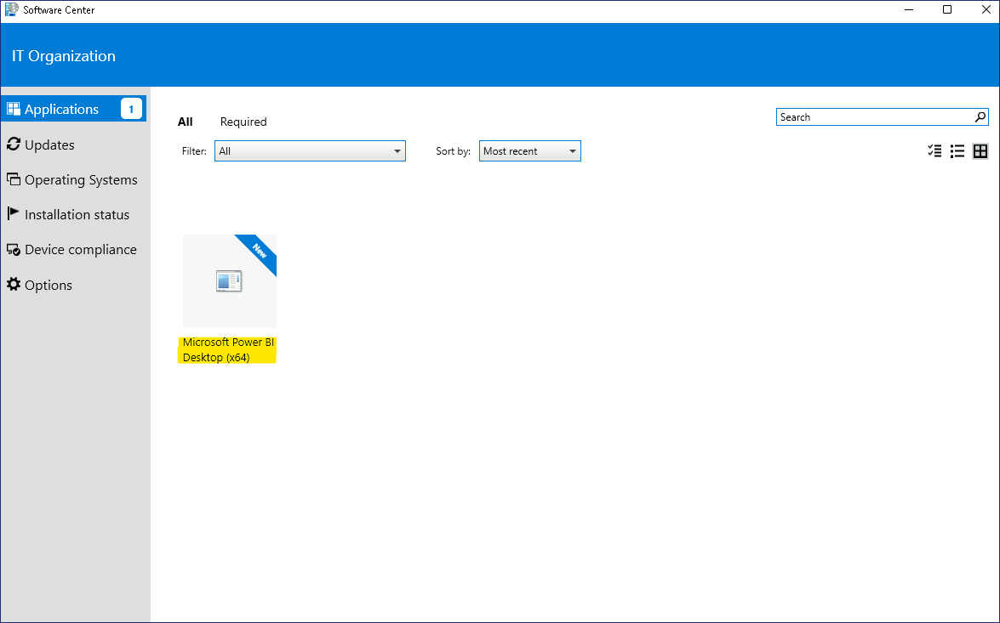 Software Center
IT Organization
Applications 1
Updates
Operating Systems
Installation status
Device compliance
Options
All Required
Search
Filter: All Sort by: Most recent
New
Microsoft Power BI
Desktop (x64)